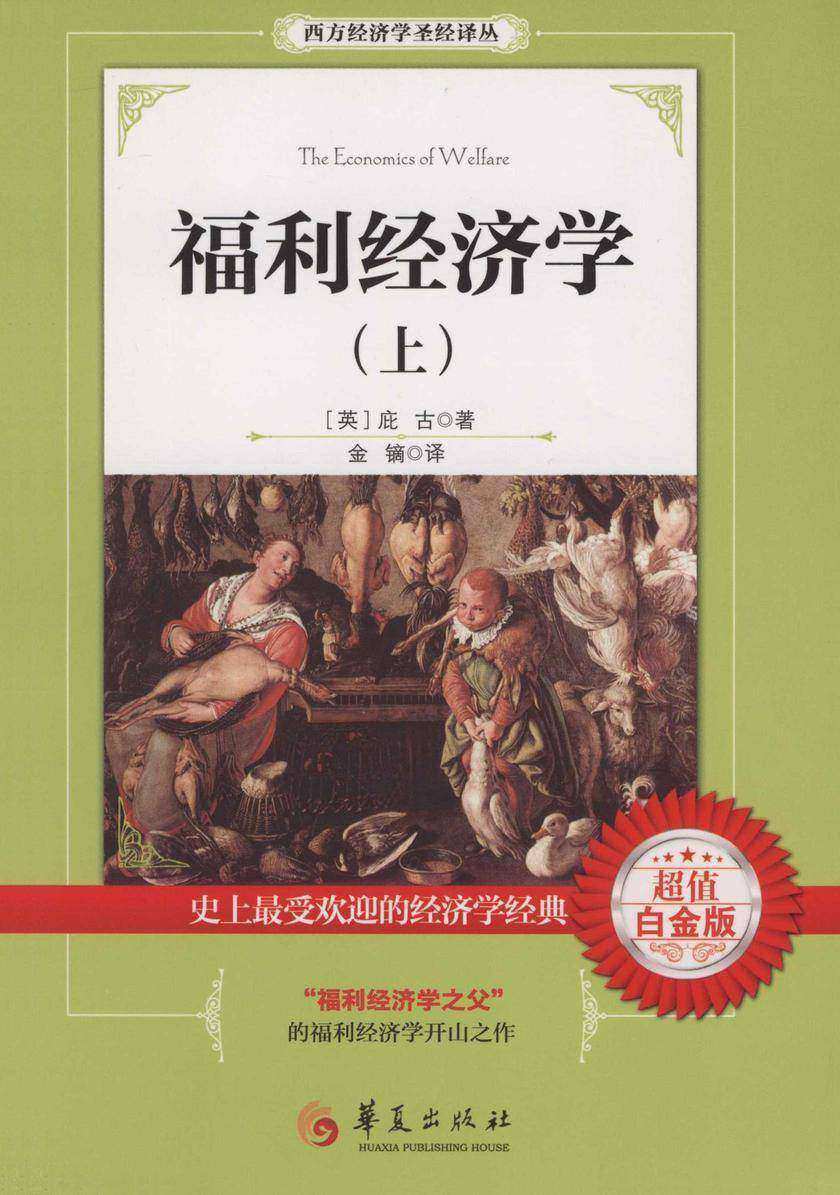 西方经济学圣经译丛
The Economics of Welfare
福利经济学
（上）
［英］庇 古◎著
金 镝◎译
史上最受欢迎的经济学经典
超值
白金版
“福利经济学之父”
的福利经济学开山之作
華夏出版社
HUAXIA PUBLISHING HOUSE